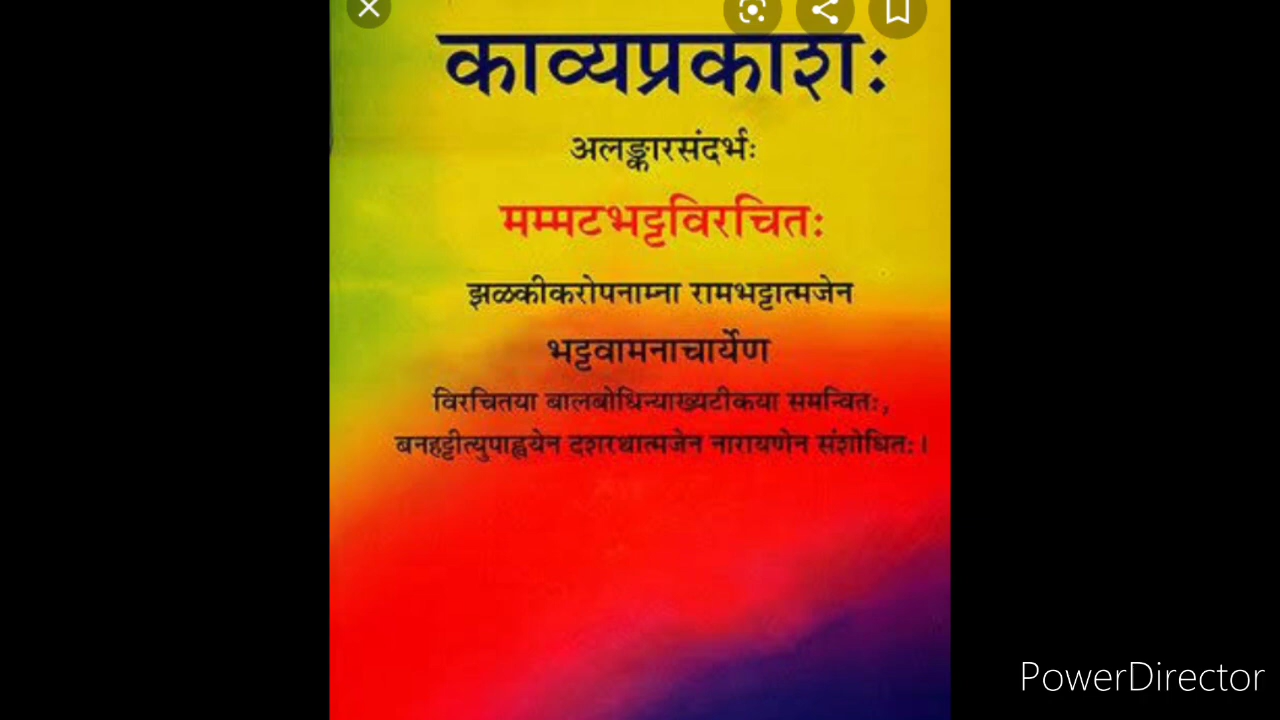 काव्यप्रकाशः
अलङ्कारसंदर्भः
मम्मटभट्टविरचितः
झळकीकरोपनाम्ना रामभट्टात्मजेन
भट्टवामनाचार्येण
विरचितया बालबोधिन्याख्यटीकया समन्वितः,
बनहट्टीत्युपाह्वयेन दशरथात्मजेन नारायणेन संशोधितः।
PowerDirector